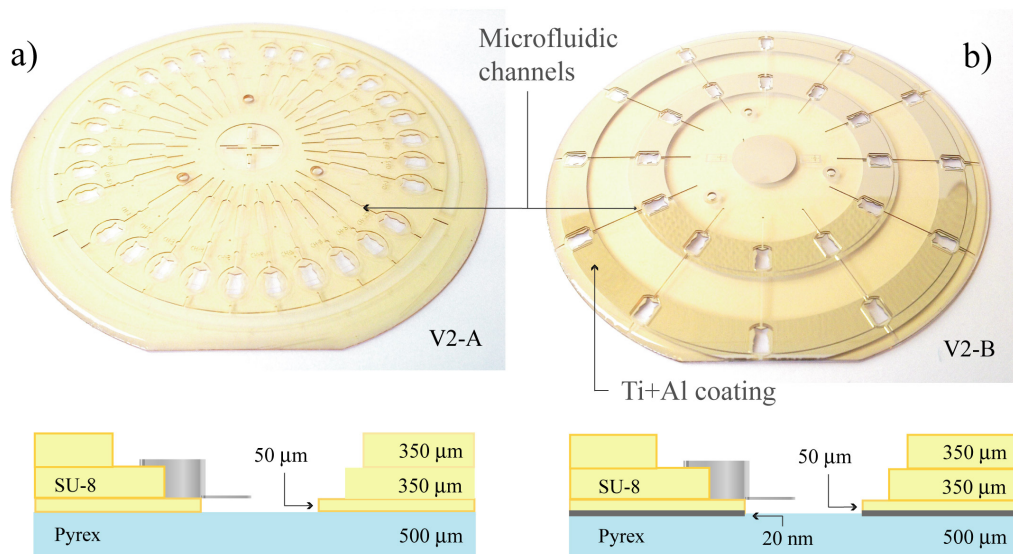 a)
Microfluidic
channels
b)
V2-A
V2-B
Ti+Al coating
350 µm
50 µm
SU-8
350 µm
Pyrex
500 µm
350 µm
50 µm
SU-8
350 µm
Pyrex
20 nm
500 µm